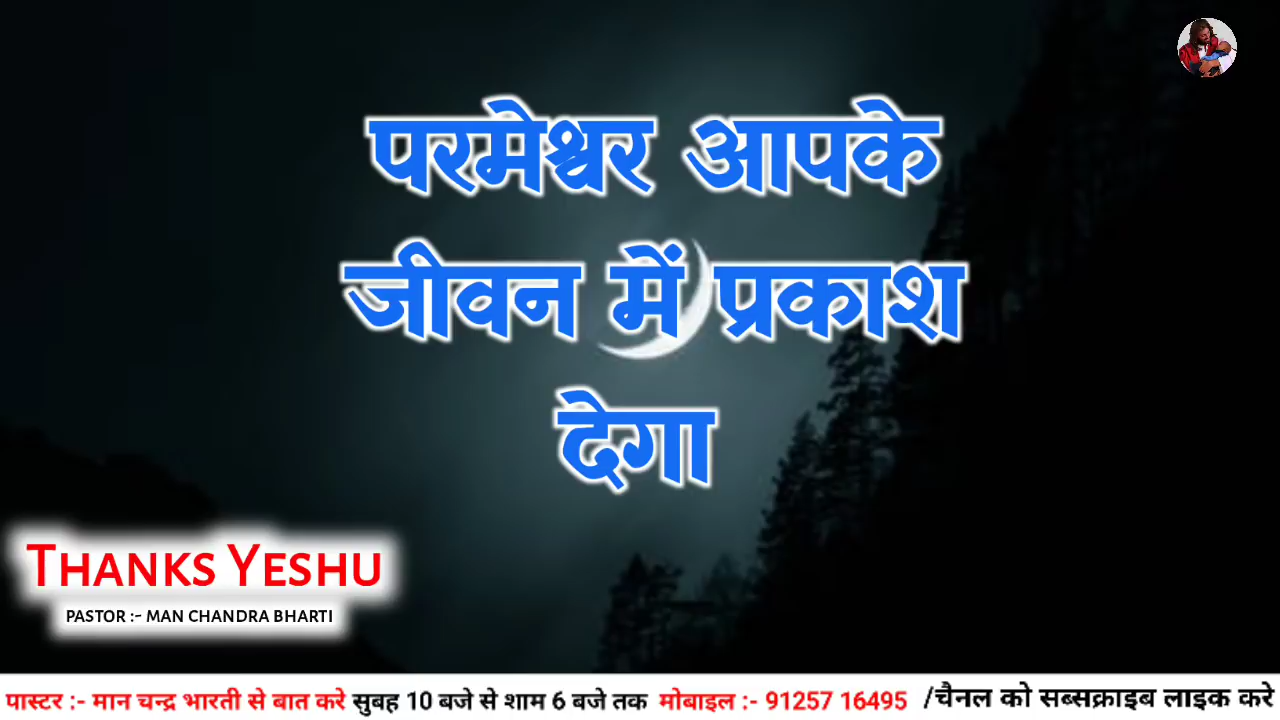 परमेश्वर आपके
जीवन में प्रकाश
देगा
THANKS YESHU
PASTOR :- MAN CHANDRA BHARTI
पास्टर :- मान चन्द्र भारती से बात करे सुबह 10 बजे से शाम 6 बजे तक मोबाइल :- 91257 16495 /चैनल को सब्सक्राइब लाइक करे